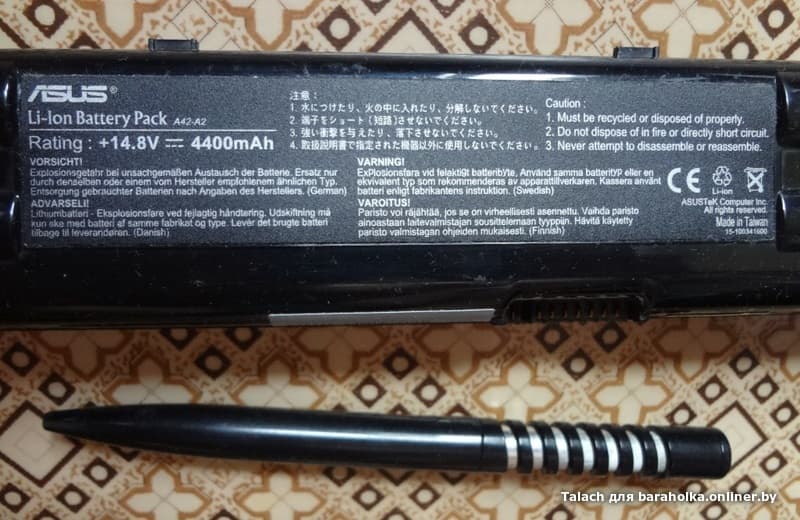 ASUS®
Li-Ion Battery Pack A42-A2
Rating : +14.8V ⎓ 4400mAh
注意 :
1. 水につけたり、火の中に入れたり、分解しないでください。
2. 端子をショート（短路）させないでください。
3. 強い衝撃を与えたり、落下させないでください。
4. 取扱説明書で指定された機器以外に使用しないでください。
Caution :
1. Must be recycled or disposed of properly.
2. Do not dispose of in fire or directly short circuit.
3. Never attempt to disassemble or reassemble.
VORSICHT!
Explosionsgefahr bei unsachgemäßen Austausch der Batterie. Ersatz nur
durch denselben oder einem vom Hersteller empfohlenem ähnlichen Typ.
Entsorgung gebrauchter Batterien nach Angaben des Herstellers. (German)
ADVARSELI!
Lithiumbatteri - Eksplosionsfare ved fejlagtig håndtering. Udskiftning må
kun ske med batteri af samme fabrikat og type. Levér det brugte batteri
tilbage til leverandøren. (Danish)
VARNING!
Explosionsfara vid felaktigt batteribyte, Använd samma batterityp eller en
ekvivalent typ som rekommenderas av apparattillverkaren. Kassera använt
batteri enligt fabrikantens instruktion. (Swedish)
VAROITUS!
Paristo voi räjähtää, jos se on virheellisesti asennettu. Vaihda paristo
ainoastaan laitevalmistajan sousittelemaan tyyppiin. Hävitä käytetty
paristo valmistagan ohjeiden mukaisesti. (Finnish)
CE
Li-ion
ASUSTeK Computer Inc.
All rights reserved.
Made in Taiwan
15-100341600
Talach для baraholka.onliner.by